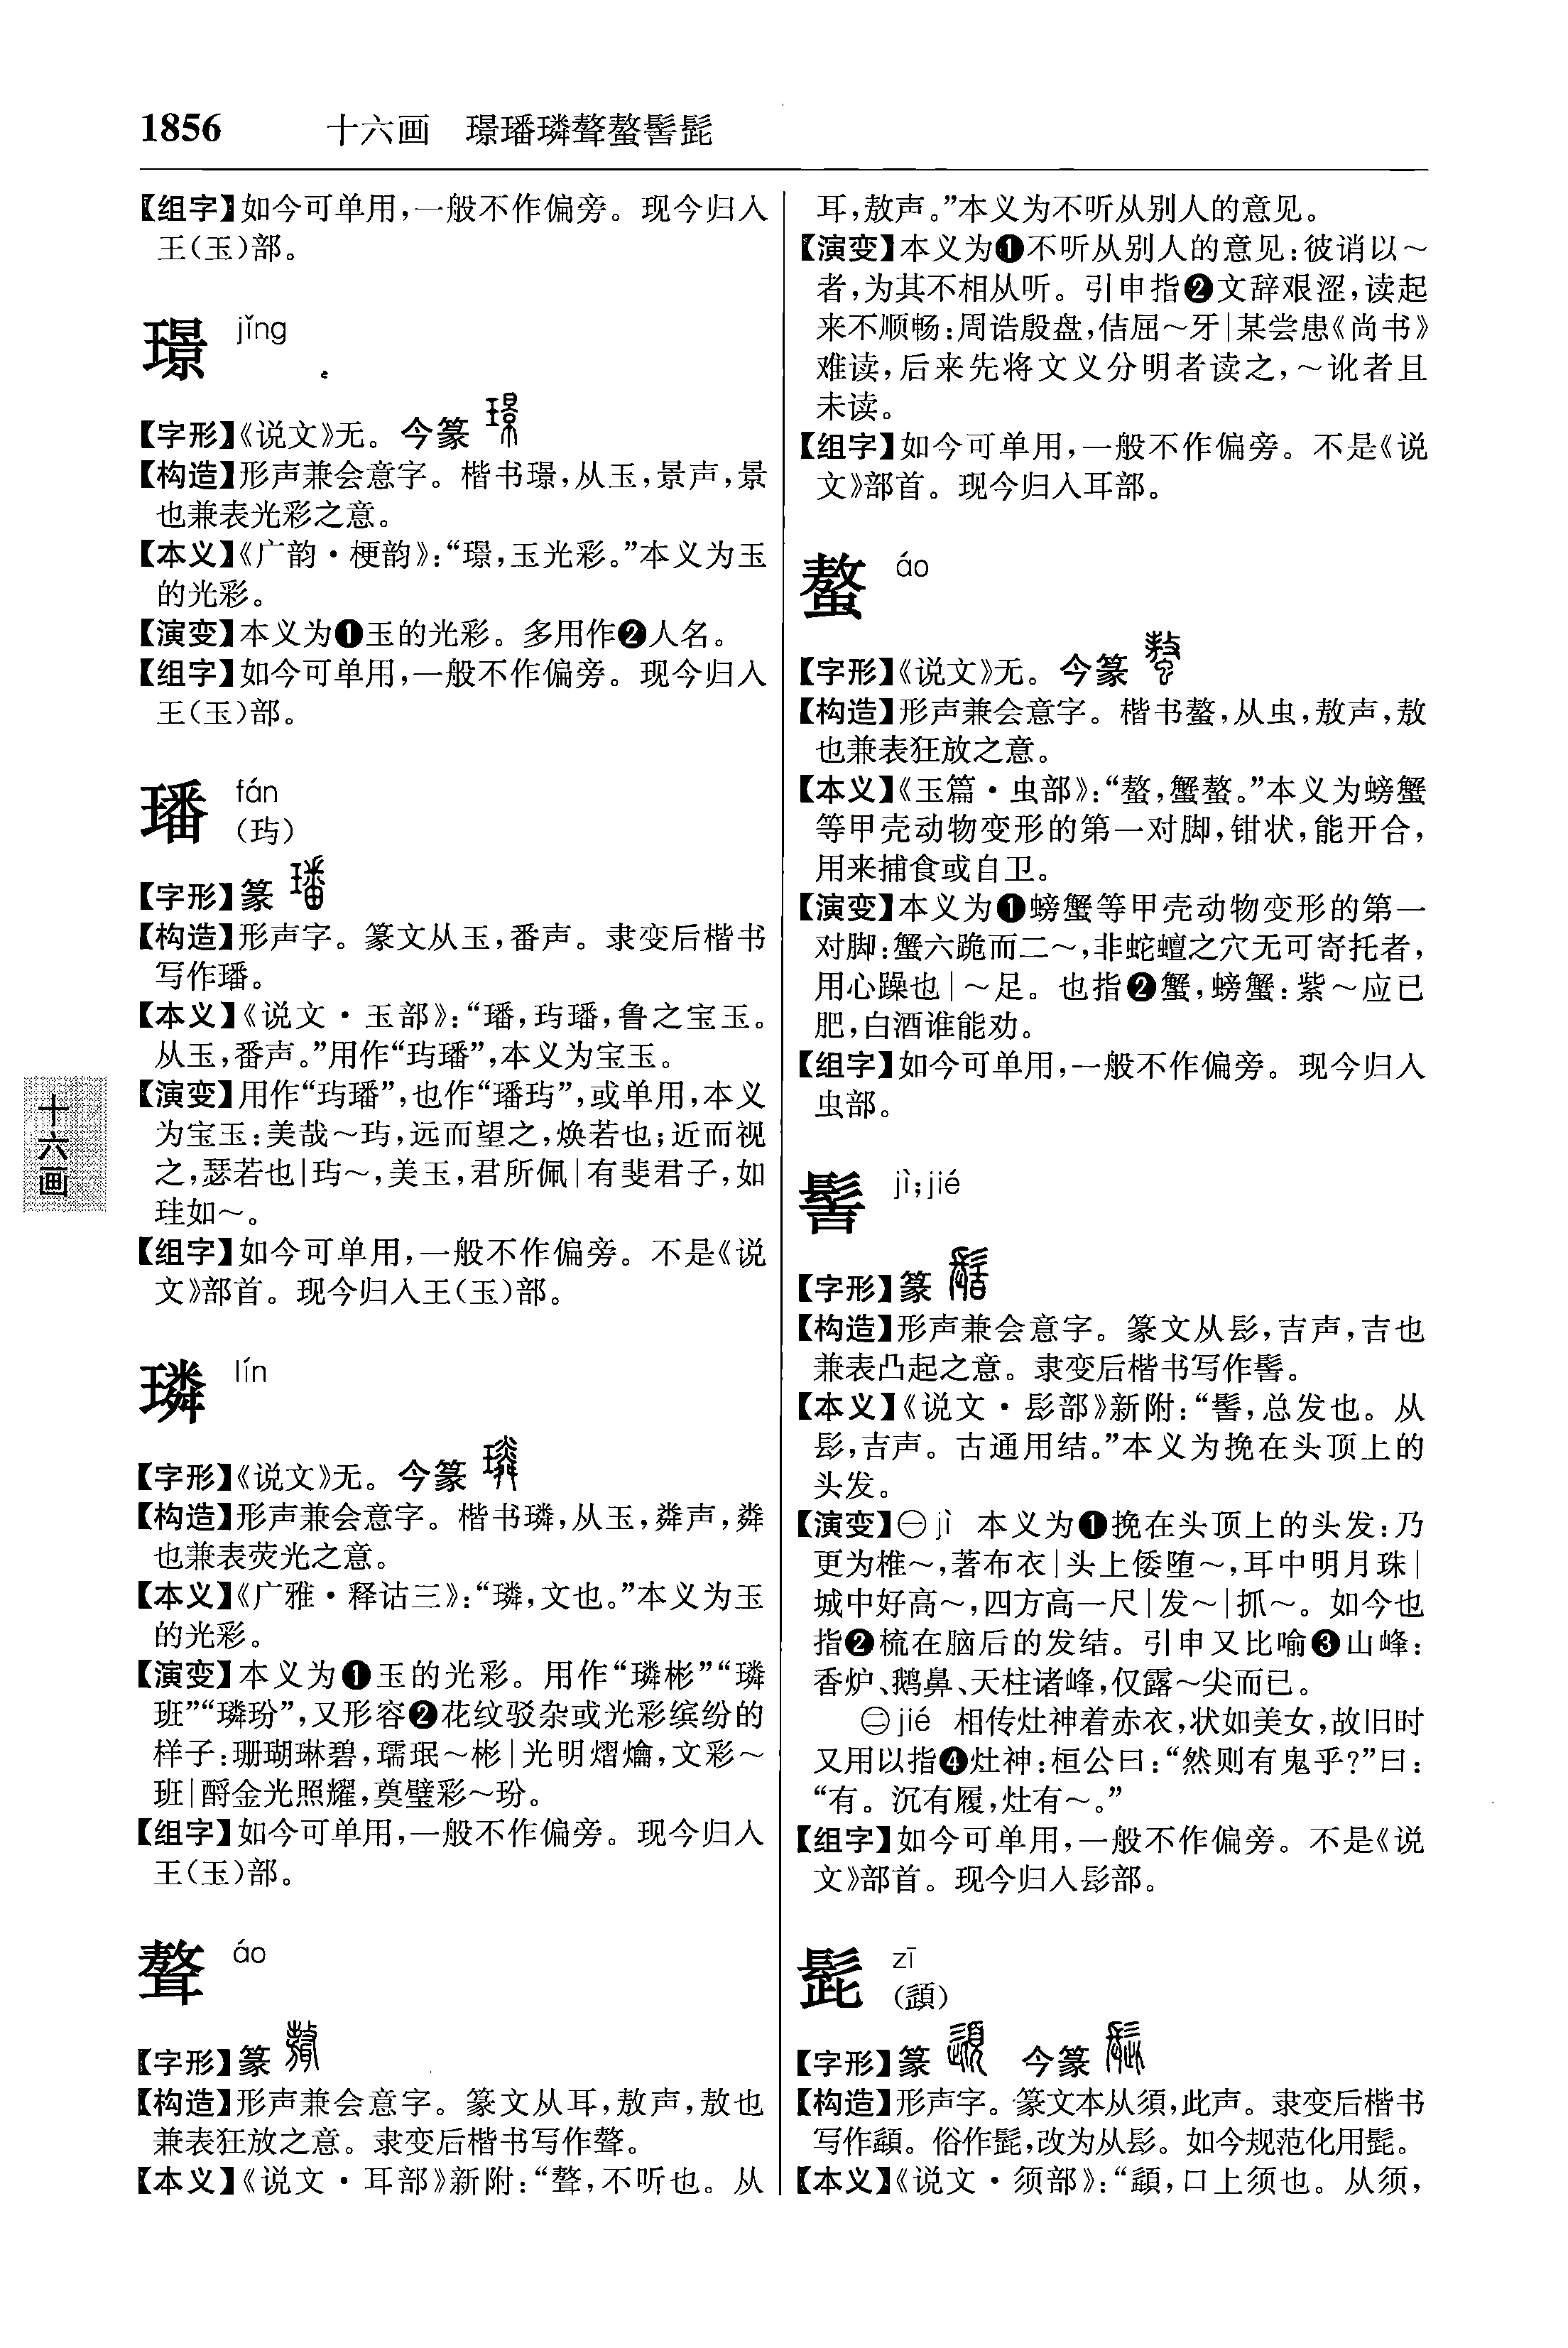 1856 十六画 璟璠璘聱螯髻髭
【组字】如今可单用,一般不作偏旁。现今归入
王(玉)部。
璟 jǐng
【字形】《说文》无。今篆
【构造】形声兼会意字。楷书璟,从玉,景声,景
也兼表光彩之意。
【本义】《广韵·梗韵》:“璟,玉光彩。”本义为玉
的光彩。
【演变】本义为❶玉的光彩。多用作❷人名。
【组字】如今可单用,一般不作偏旁。现今归入
王(玉)部。
璠 fán
(玙)
【字形】篆
【构造】形声字。篆文从玉,番声。隶变后楷书
写作璠。
【本义】《说文·玉部》:“璠,玙璠,鲁之宝玉。
从玉,番声。”用作“玙璠”,本义为宝玉。
【演变】用作“玙璠”,也作“璠玙”,或单用,本义
为宝玉:美哉～玙,远而望之,焕若也;近而视
之,瑟若也|玙～,美玉,君所佩|有斐君子,如
珪如～。
【组字】如今可单用,一般不作偏旁。不是《说
文》部首。现今归入王(玉)部。
璘 lín
【字形】《说文》无。今篆
【构造】形声兼会意字。楷书璘,从玉,粦声,粦
也兼表荧光之意。
【本义】《广雅·释诂三》:“璘,文也。”本义为玉
的光彩。
【演变】本义为❶玉的光彩。用作“璘彬”“璘
班”“璘玢”,又形容❷花纹驳杂或光彩缤纷的
样子:珊瑚琳碧,瓀珉～彬|光明熠爚,文彩～
班|酹金光照耀,奠璧彩～玢。
【组字】如今可单用,一般不作偏旁。现今归入
王(玉)部。
聱 áo
【字形】篆
【构造】形声兼会意字。篆文从耳,敖声,敖也
兼表狂放之意。隶变后楷书写作聱。
【本义】《说文·耳部》新附:“聱,不听也。从
耳,敖声。”本义为不听从别人的意见。
【演变】本义为❶不听从别人的意见:彼诮以～
者,为其不相从听。引申指❷文辞艰涩,读起
来不顺畅:周诰殷盘,佶屈～牙|某尝患《尚书》
难读,后来先将文义分明者读之,～讹者且
未读。
【组字】如今可单用,一般不作偏旁。不是《说
文》部首。现今归入耳部。
螯 áo
【字形】《说文》无。今篆
【构造】形声兼会意字。楷书螯,从虫,敖声,敖
也兼表狂放之意。
【本义】《玉篇·虫部》:“螯,蟹螯。”本义为螃蟹
等甲壳动物变形的第一对脚,钳状,能开合,
用来捕食或自卫。
【演变】本义为❶螃蟹等甲壳动物变形的第一
对脚:蟹六跪而二～,非蛇蟺之穴无可寄托者,
用心躁也|～足。也指❷蟹,螃蟹:紫～应已
肥,白酒谁能劝。
【组字】如今可单用,一般不作偏旁。现今归入
虫部。
髻 jì;jié
【字形】篆
【构造】形声兼会意字。篆文从髟,吉声,吉也
兼表凸起之意。隶变后楷书写作髻。
【本义】《说文·髟部》新附:“髻,总发也。从
髟,吉声。古通用结。”本义为挽在头顶上的
头发。
【演变】㊀jì 本义为❶挽在头顶上的头发:乃
更为椎～,著布衣|头上倭堕～,耳中明月珠|
城中好高～,四方高一尺|发～|抓～。如今也
指❷梳在脑后的发结。引申又比喻❸山峰:
香炉、鹅鼻、天柱诸峰,仅露～尖而已。
㊁jié 相传灶神着赤衣,状如美女,故旧时
又用以指❹灶神:桓公曰:“然则有鬼乎?”曰:
“有。沉有履,灶有～。”
【组字】如今可单用,一般不作偏旁。不是《说
文》部首。现今归入髟部。
髭 zī
(頾)
【字形】篆 今篆
【构造】形声字。篆文本从須,此声。隶变后楷书
写作頾。俗作髭,改为从髟。如今规范化用髭。
【本义】《说文·须部》:“頾,口上须也。从须,
十六画